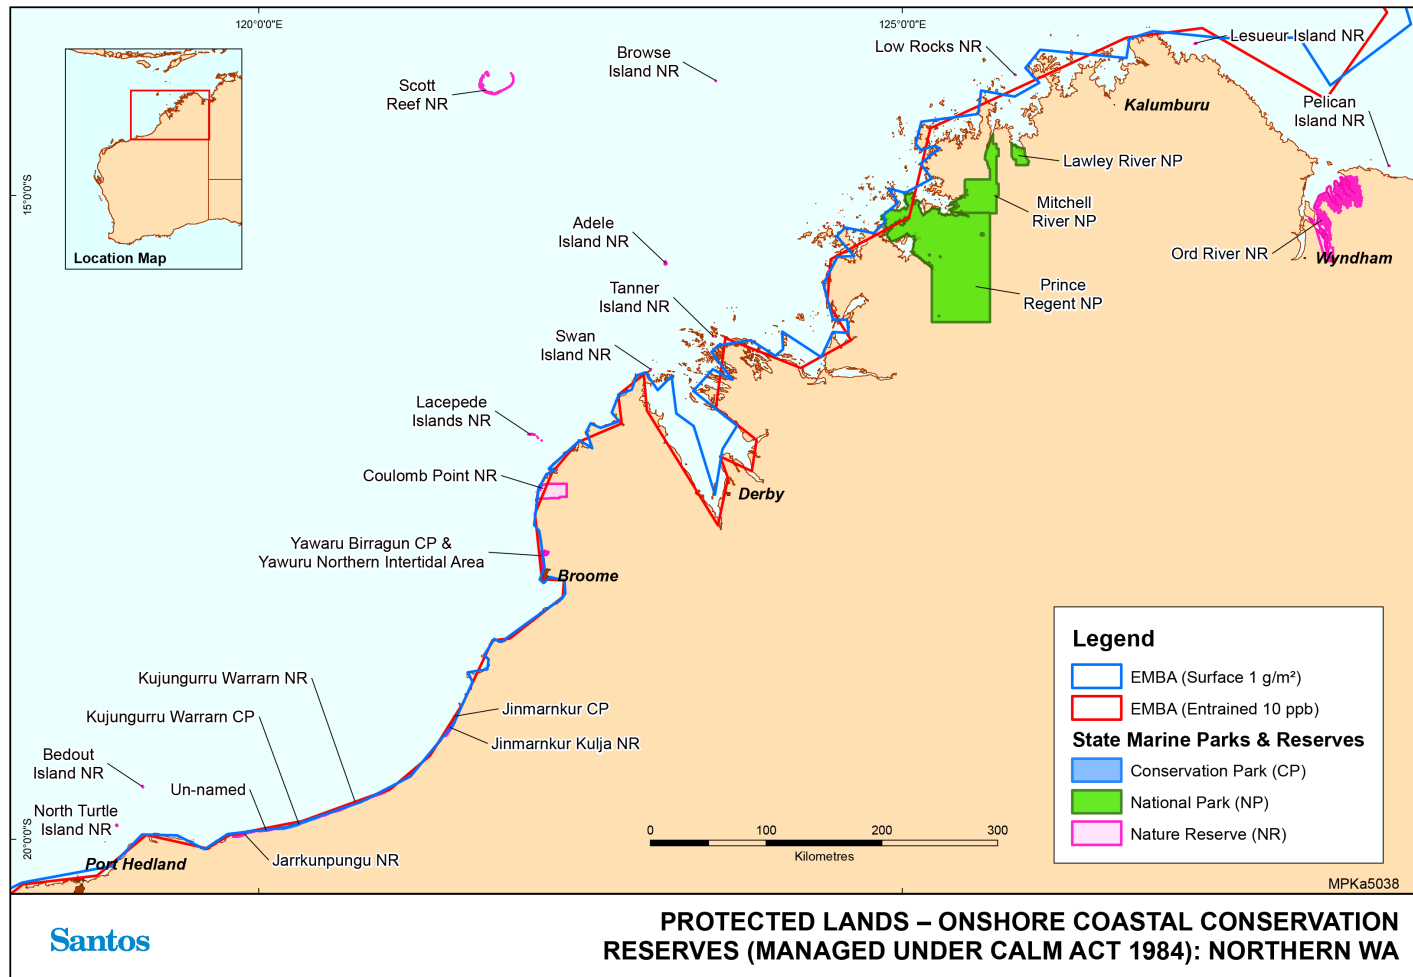 120°0'0"E
125°0'0"E
15°0'0"S
20°0'0"S
Location Map
Scott
Reef NR
Browse
Island NR
Low Rocks NR
Lesueur Island NR
Kalumburu
Pelican
Island NR
Lawley River NP
Mitchell
River NP
Ord River NR
Wyndham
Prince
Regent NP
Adele
Island NR
Tanner
Island NR
Swan
Island NR
Lacepede
Islands NR
Coulomb Point NR
Derby
Yawaru Birragun CP &
Yawuru Northern Intertidal Area
Broome
Kujungurru Warrarn NR
Kujungurru Warrarn CP
Jinmarnkur CP
Jinmarnkur Kulja NR
Bedout
Island NR
Un-named
North Turtle
Island NR
Port Hedland
Jarrkunpungu NR
0 100 200 300
Kilometres
Legend
EMBA (Surface 1 g/m²)
EMBA (Entrained 10 ppb)
State Marine Parks & Reserves
Conservation Park (CP)
National Park (NP)
Nature Reserve (NR)
MPKa5038
Santos
PROTECTED LANDS – ONSHORE COASTAL CONSERVATION
RESERVES (MANAGED UNDER CALM ACT 1984): NORTHERN WA